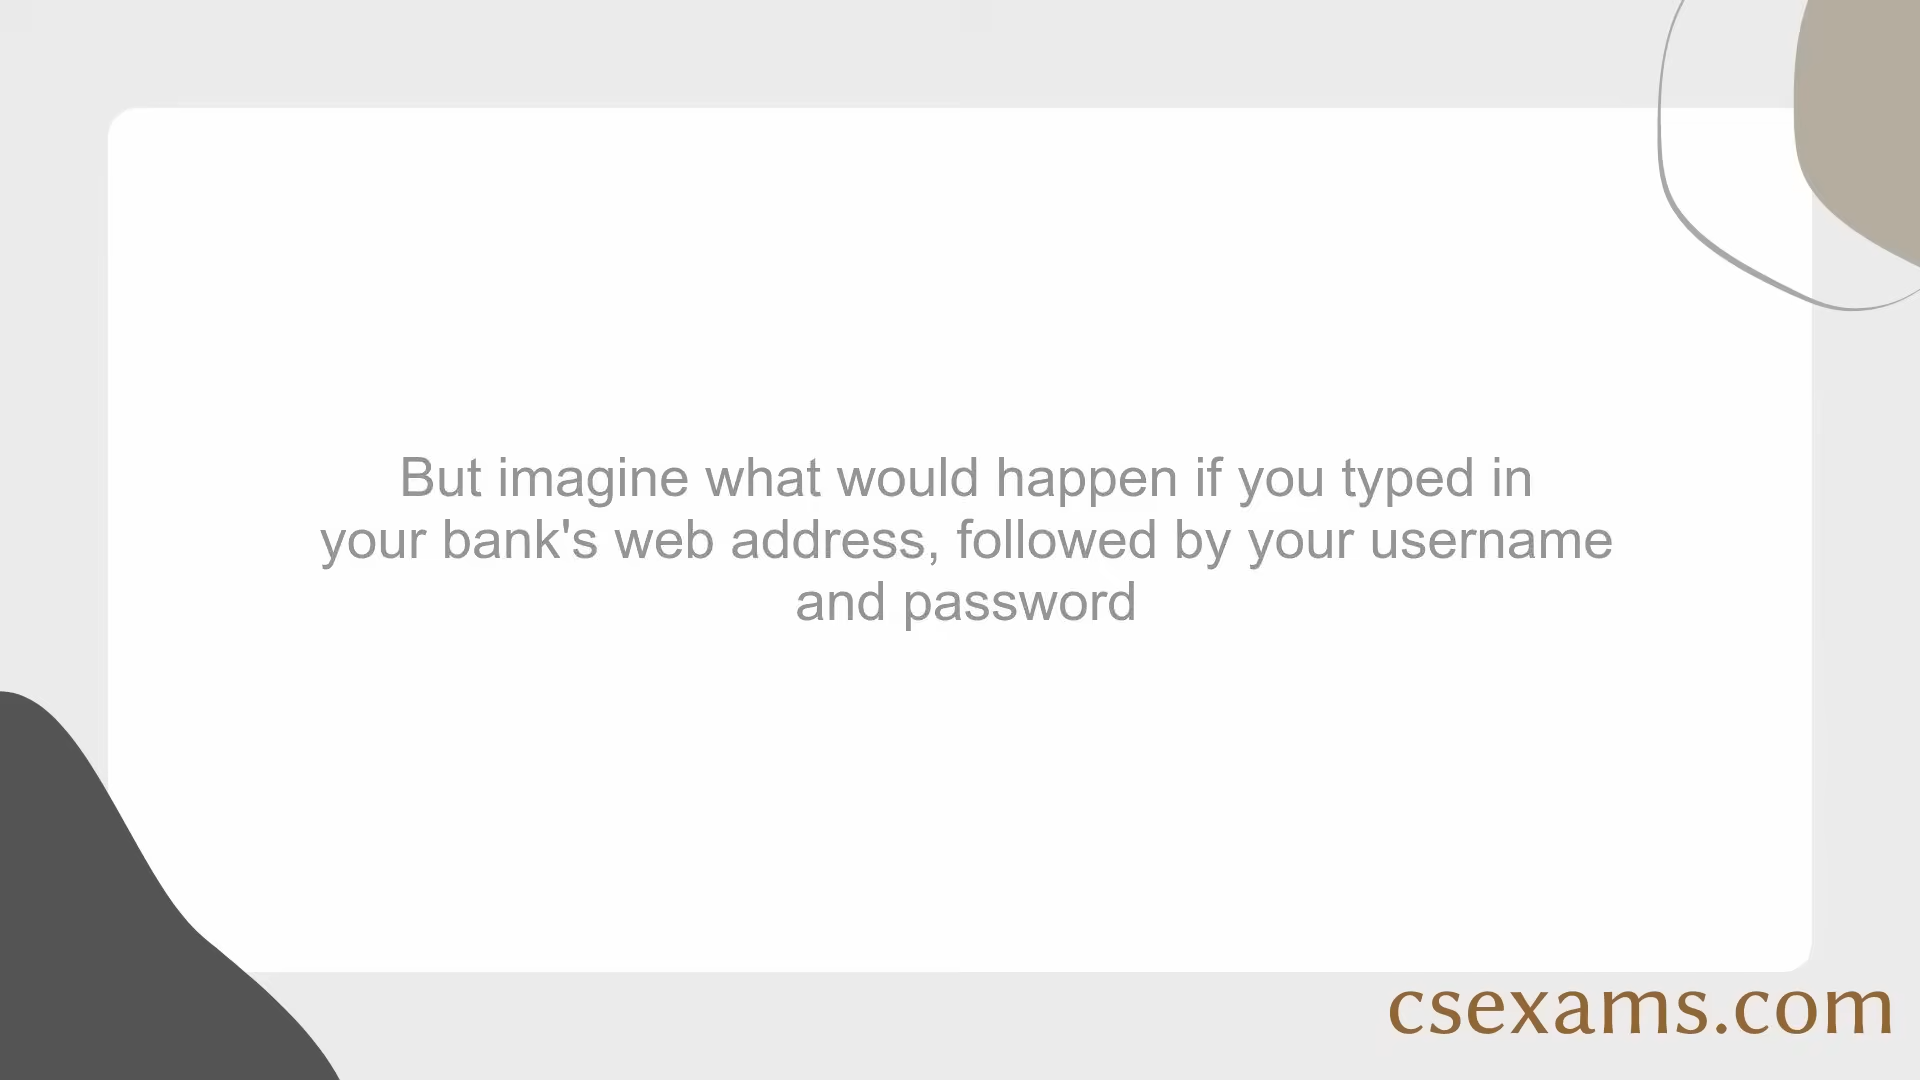 But imagine what would happen if you typed in
your bank's web address, followed by your username
and password
csexams.com